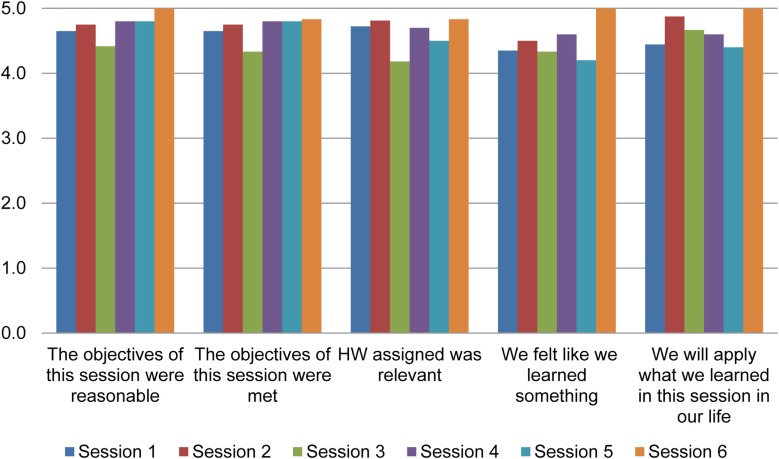 5.0
4.0
3.0
2.0
1.0
0.0
The objectives of
this session were
reasonable
The objectives of
this session were
met
HW assigned was
relevant
We felt like we
learned
something
We will apply
what we learned
in this session in
our life
Session 1 Session 2 Session 3 Session 4 Session 5 Session 6